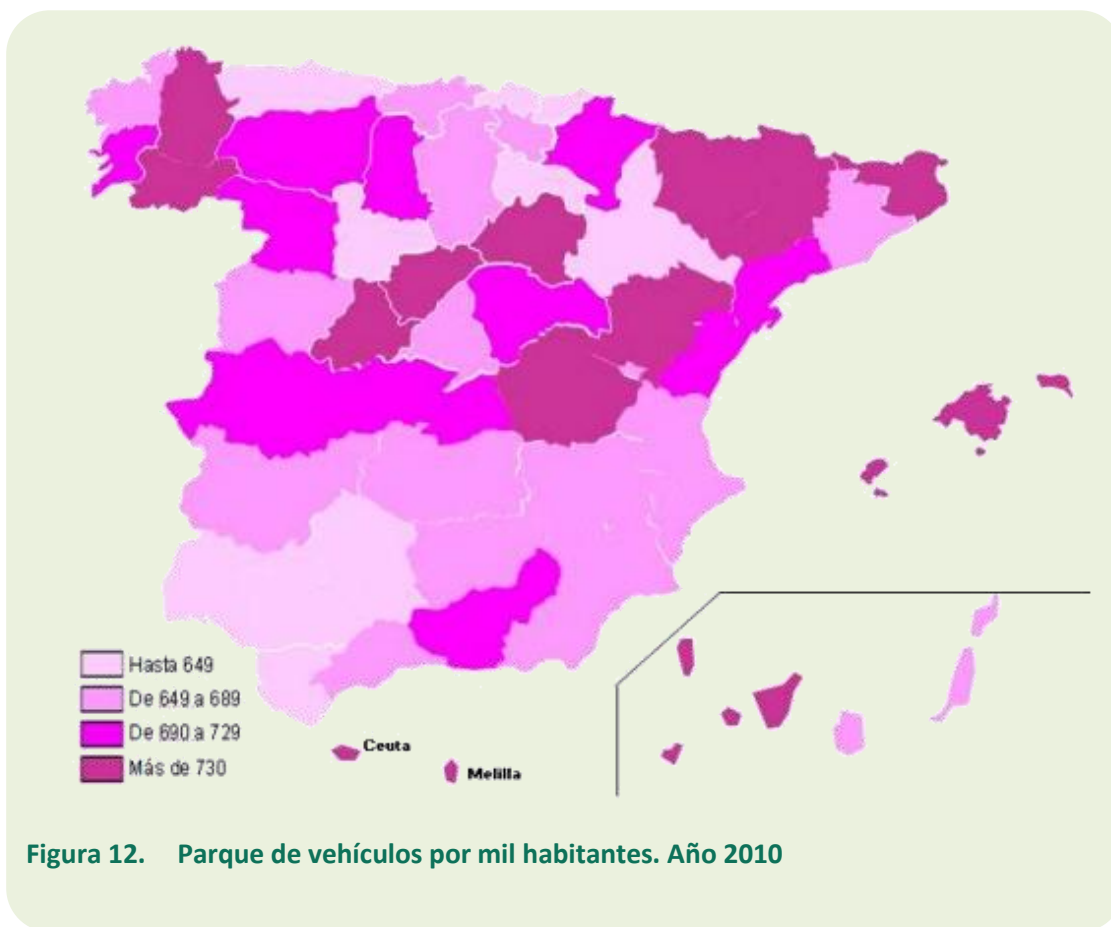 Hasta 649
De 649 a 689
De 690 a 729
Más de 730
Ceuta
Melilla
Figura 12. Parque de vehículos por mil habitantes. Año 2010